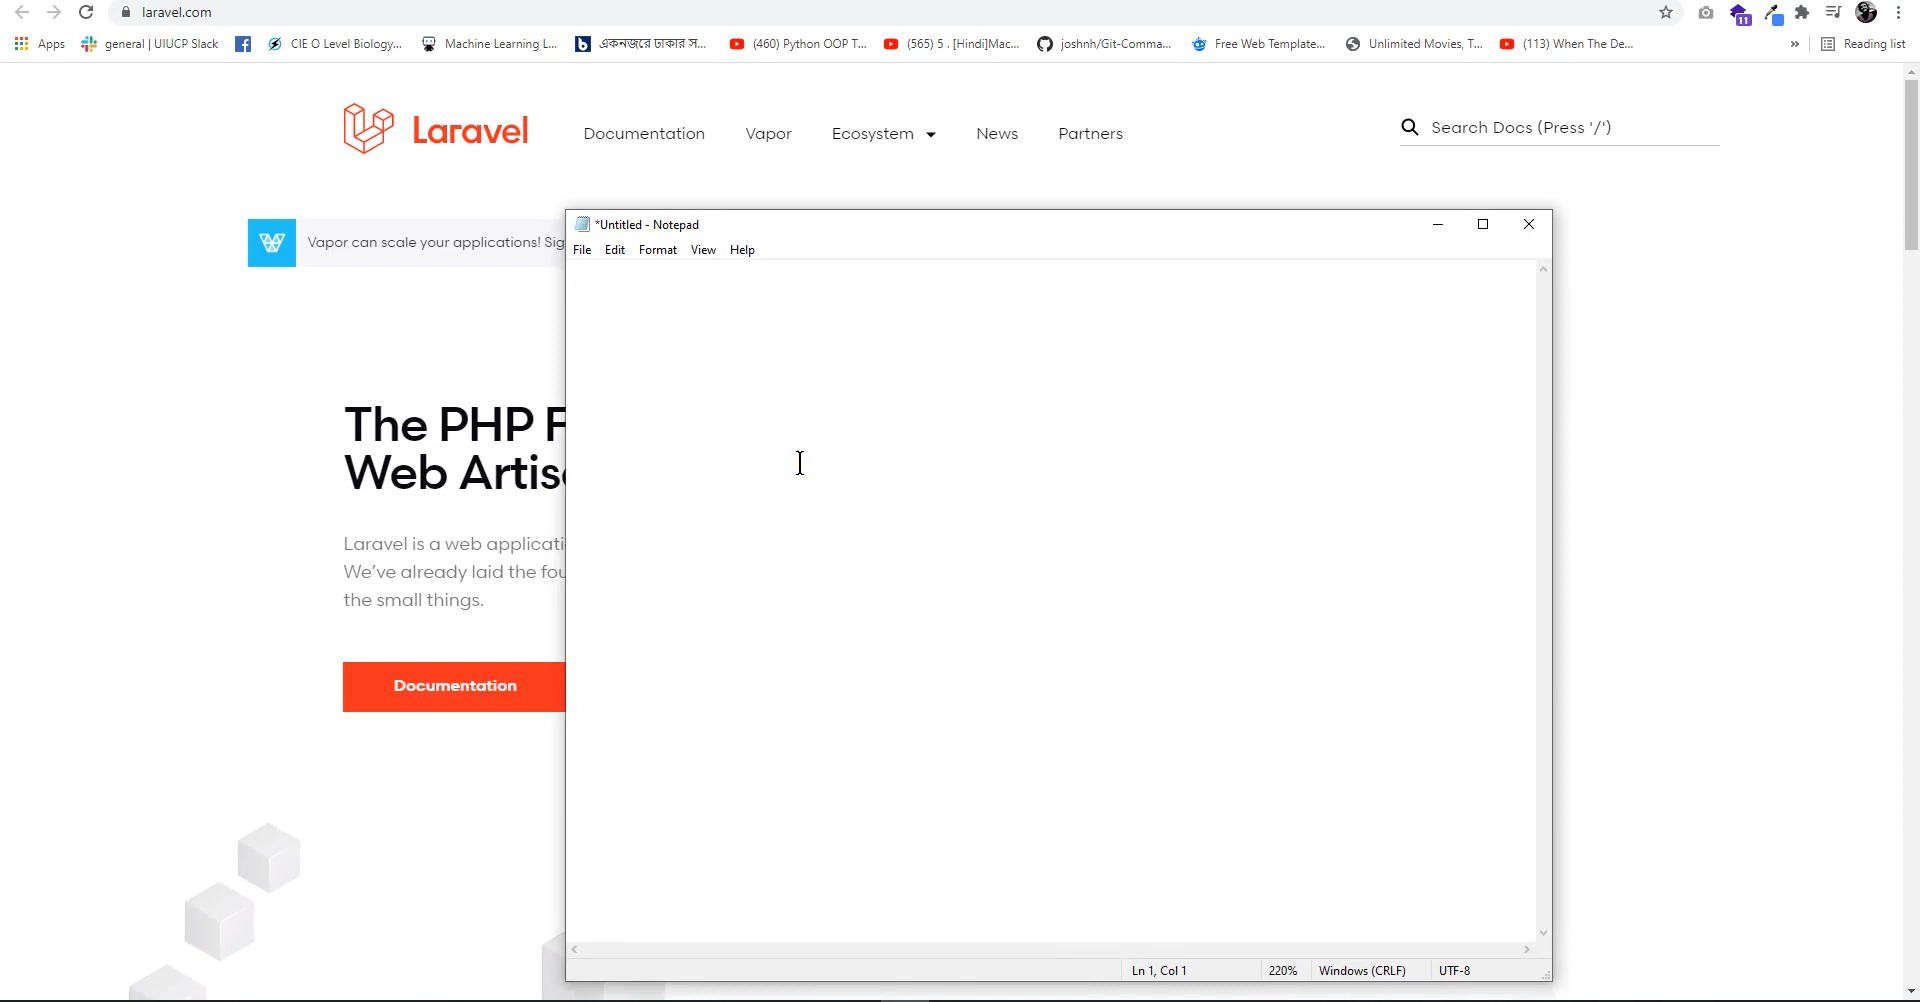 laravel.com
11
Apps
general | UIUCP Slack
CIE O Level Biology...
Machine Learning L...
একনজরে ঢাকার স...
(460) Python OOP T...
(565) 5 . [Hindi]Mac...
joshnh/Git-Comma...
Free Web Template...
Unlimited Movies, T...
(113) When The De...
»
Reading list
Laravel
Documentation
Vapor
Ecosystem
News
Partners
Search Docs (Press '/')
Vapor can scale your applications! Sig
*Untitled - Notepad
File
Edit
Format
View
Help
The PHP F
Web Artis
Laravel is a web applicati
We've already laid the fou
the small things.
Documentation
Ln 1, Col 1
220%
Windows (CRLF)
UTF-8